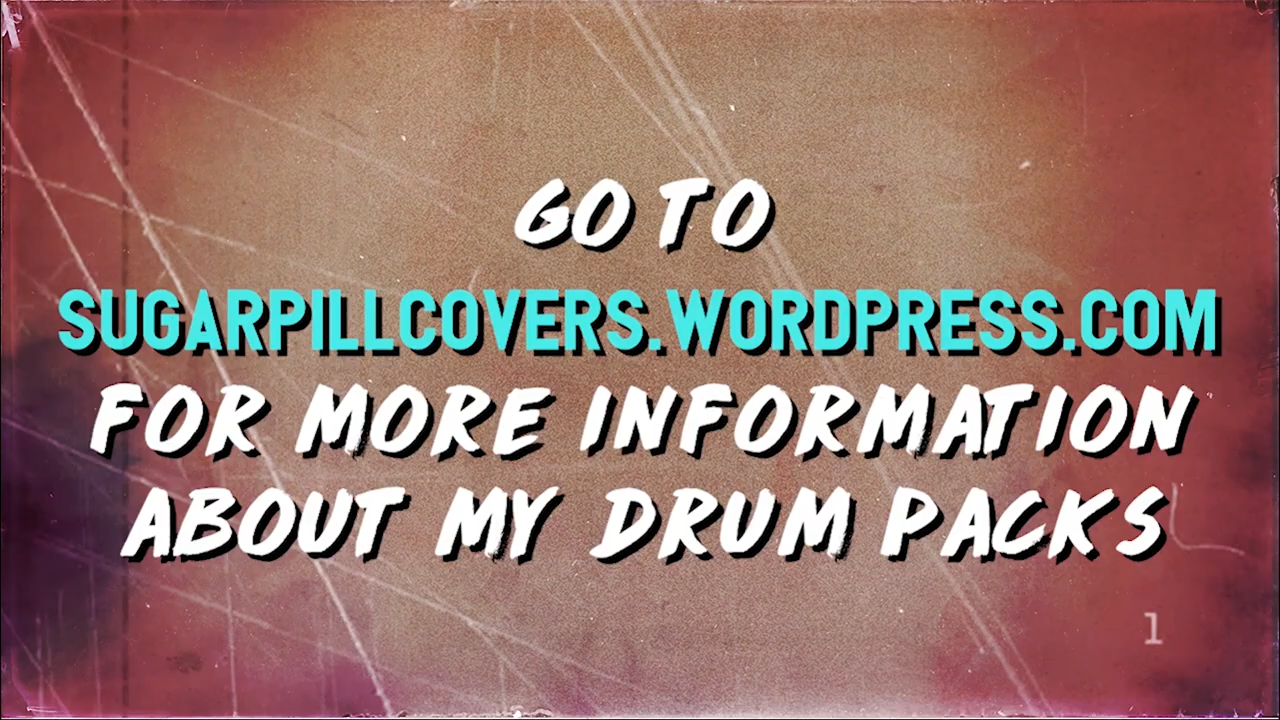 GO TO
SUGARPILLCOVERS.WORDPRESS.COM
FOR MORE INFORMATION
ABOUT MY DRUM PACKS
1